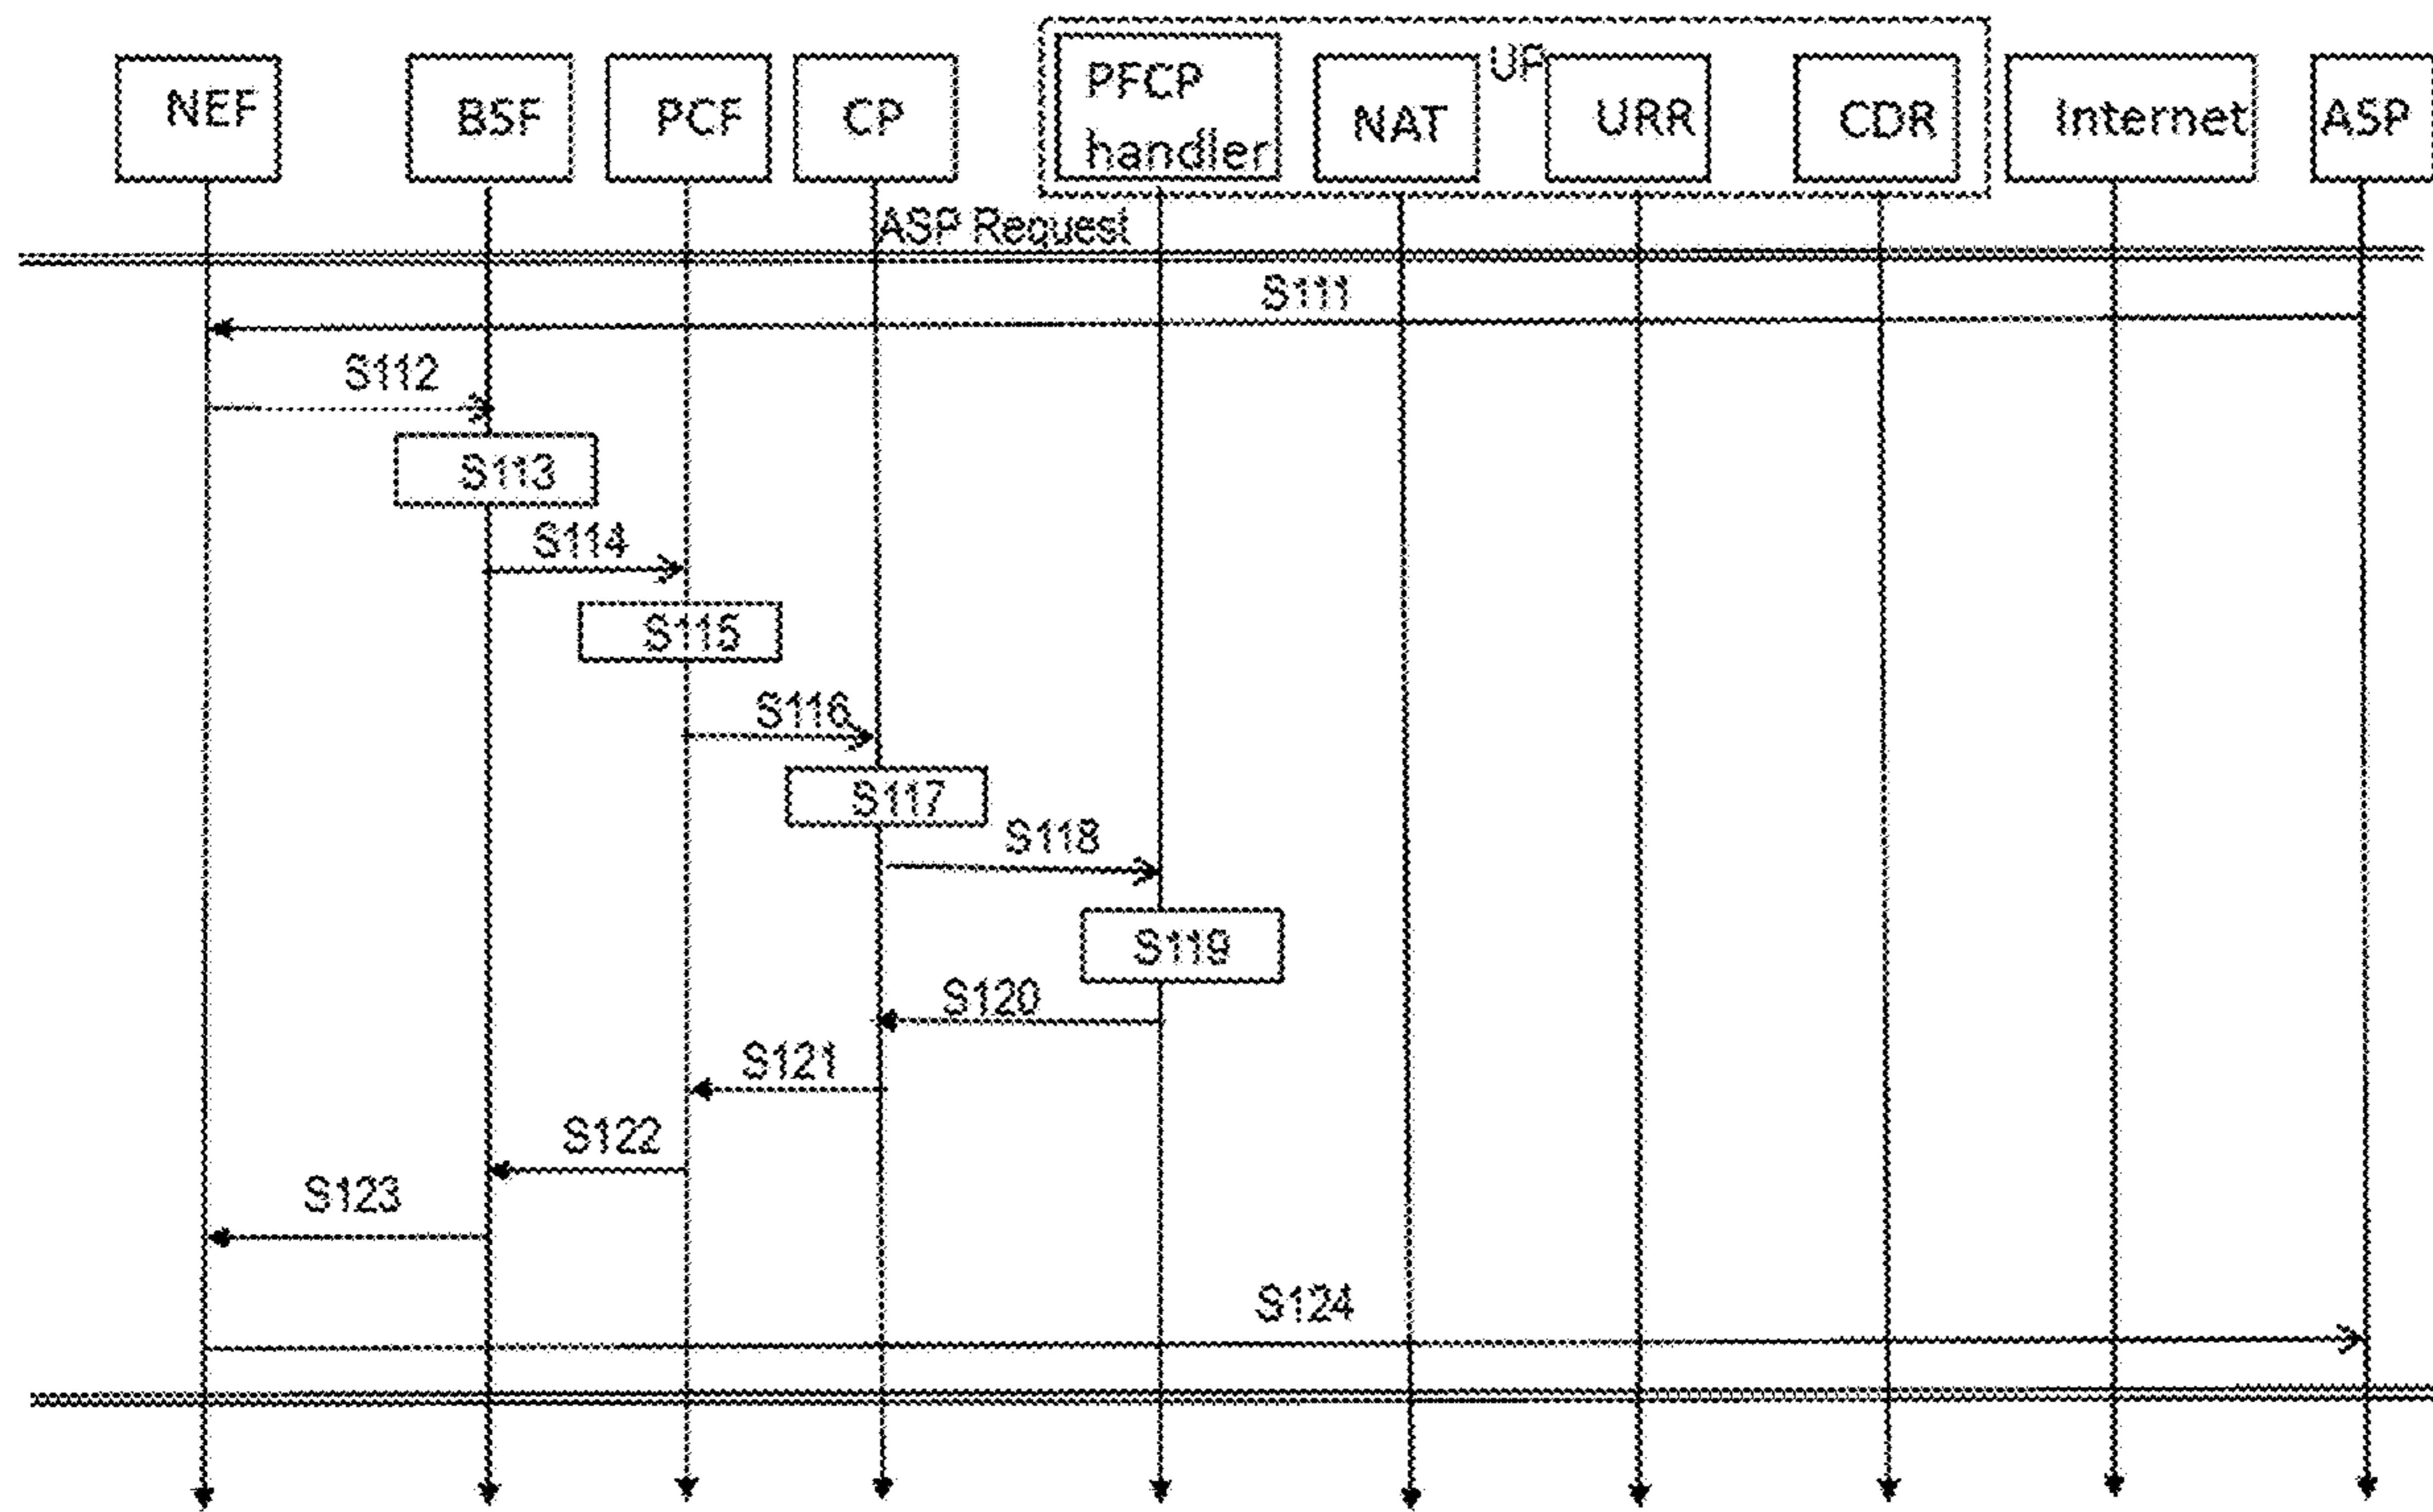 NEF
BSF
PCF
CP
PFCP
handler
NAT
UP
URR
CDR
Internet
ASP
ASP Request
S111
S112
S113
S114
S115
S116
S117
S118
S119
S120
S121
S122
S123
S124